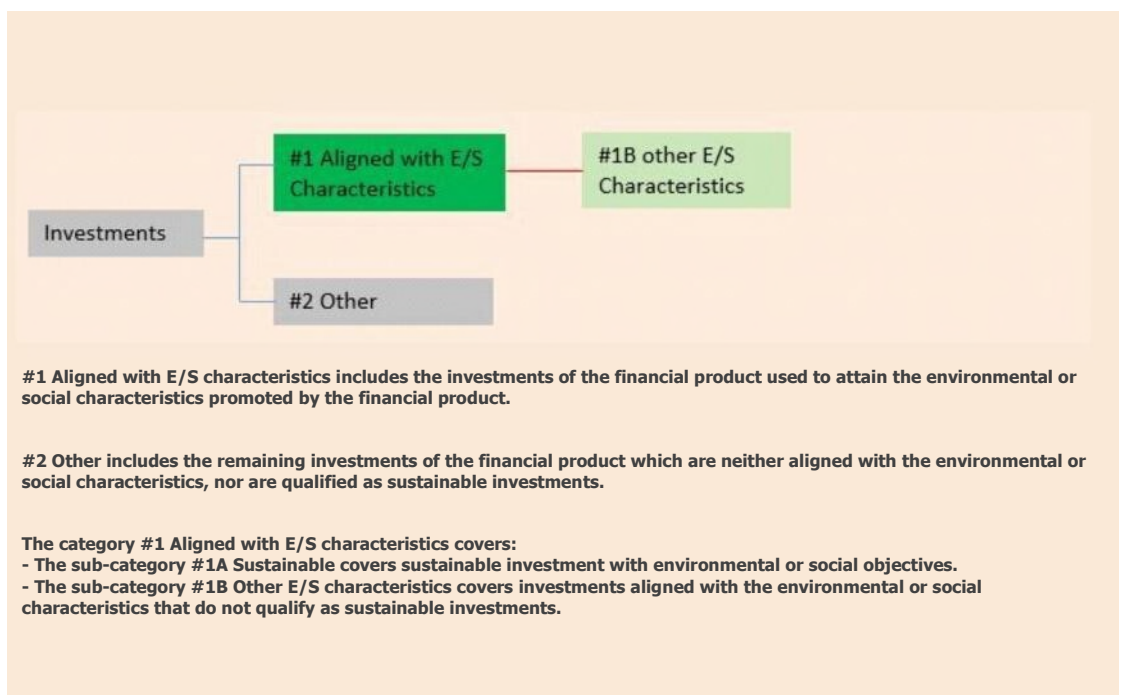 #1 Aligned with E/S
Characteristics
#1B other E/S
Characteristics
Investments
#2 Other
#1 Aligned with E/S characteristics includes the investments of the financial product used to attain the environmental or
social characteristics promoted by the financial product.
#2 Other includes the remaining investments of the financial product which are neither aligned with the environmental or
social characteristics, nor are qualified as sustainable investments.
The category #1 Aligned with E/S characteristics covers:
- The sub-category #1A Sustainable covers sustainable investment with environmental or social objectives.
- The sub-category #1B Other E/S characteristics covers investments aligned with the environmental or social
characteristics that do not qualify as sustainable investments.